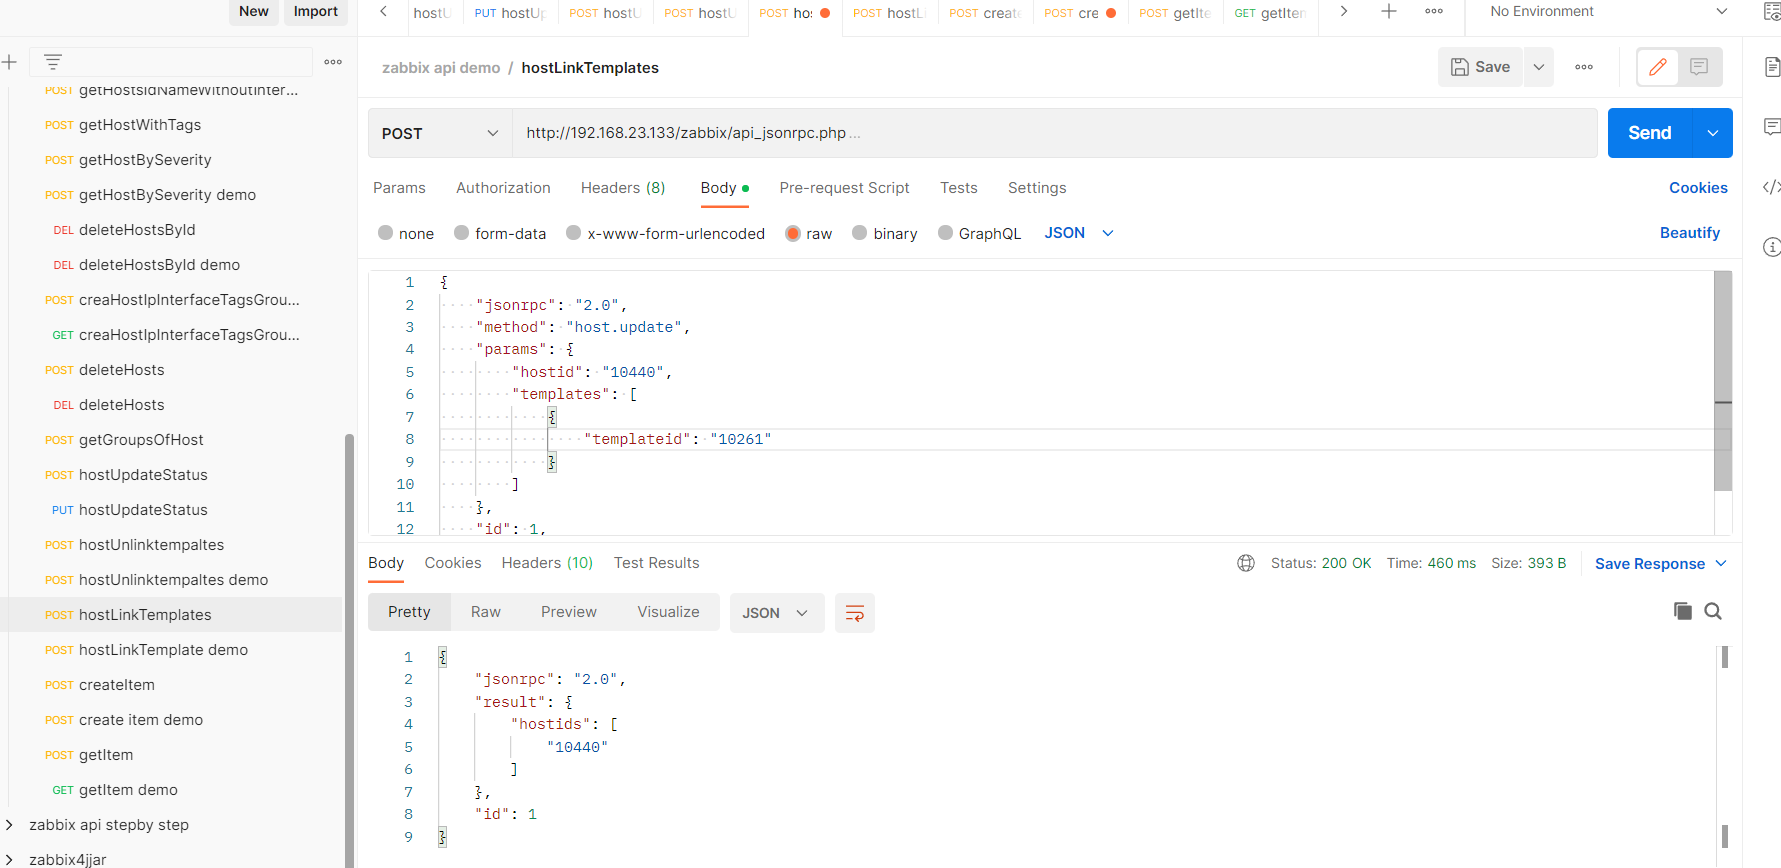 New Import
hostU PUT hostUp POST hostU POST hostU POST hos POST hostLi POST create POST cre POST getIte GET getIten No Environment
zabbix api demo / hostLinkTemplates
Save
POST http://192.168.23.133/zabbix/api_jsonrpc.php ...
Send
Params Authorization Headers (8) Body Pre-request Script Tests Settings Cookies
none form-data x-www-form-urlencoded raw binary GraphQL JSON Beautify
1 {
2 "jsonrpc": "2.0",
3 "method": "host.update",
4 "params": {
5 "hostid": "10440",
6 "templates": [
7 {
8 "templateid": "10261"
9 }
10 ]
11 },
12 "id": 1,
Body Cookies Headers (10) Test Results Status: 200 OK Time: 460 ms Size: 393 B Save Response
Pretty Raw Preview Visualize JSON
1 {
2 "jsonrpc": "2.0",
3 "result": {
4 "hostids": [
5 "10440"
6 ]
7 },
8 "id": 1
9 }
POST getHostsIdNameWithoutInter...
POST getHostWithTags
POST getHostBySeverity
POST getHostBySeverity demo
DEL deleteHostsById
DEL deleteHostsById demo
POST creaHostIpInterfaceTagsGrou...
GET creaHostIpInterfaceTagsGrou...
POST deleteHosts
DEL deleteHosts
POST getGroupsOfHost
POST hostUpdateStatus
PUT hostUpdateStatus
POST hostUnlinktempaltes
POST hostUnlinktempaltes demo
POST hostLinkTemplates
POST hostLinkTemplate demo
POST createItem
POST create item demo
POST getItem
GET getItem demo
zabbix api stepby step
zabbix4jjar